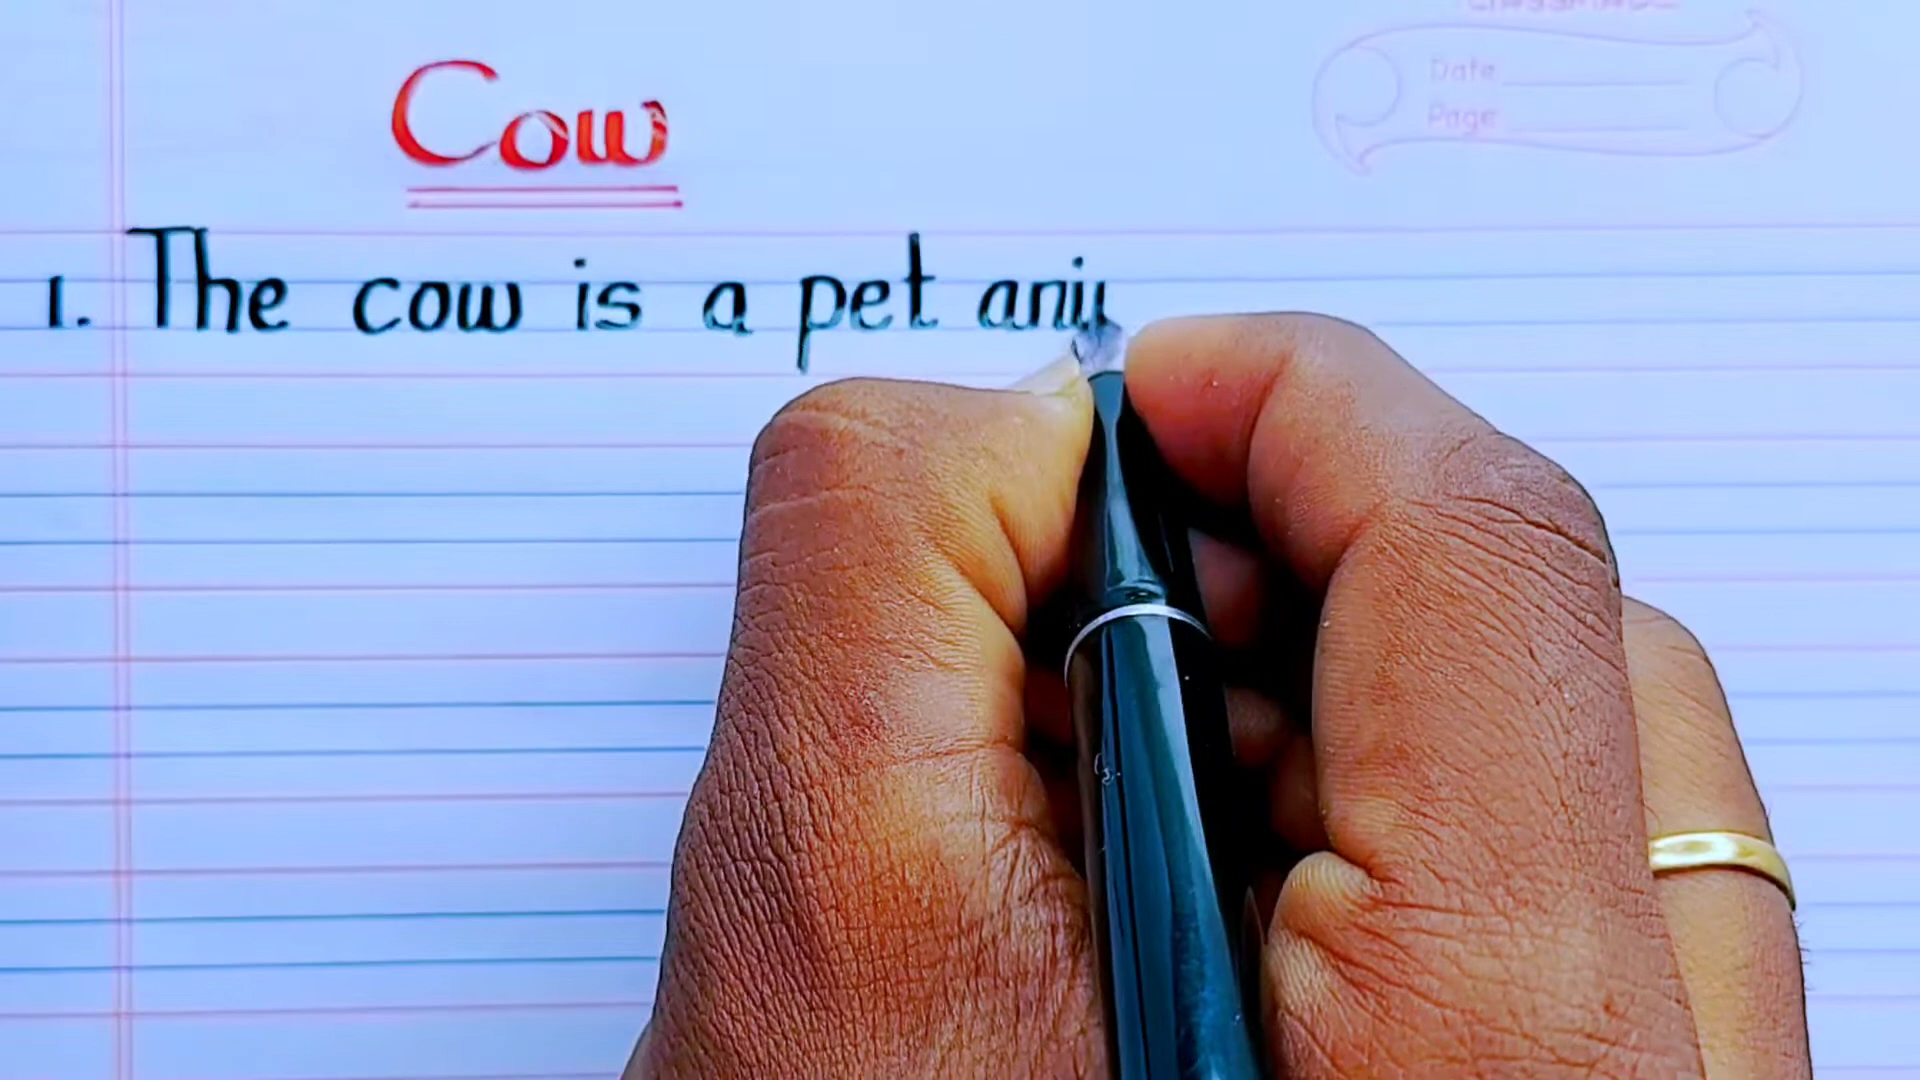 Cow
Date
Page
1. The cow is a pet ani